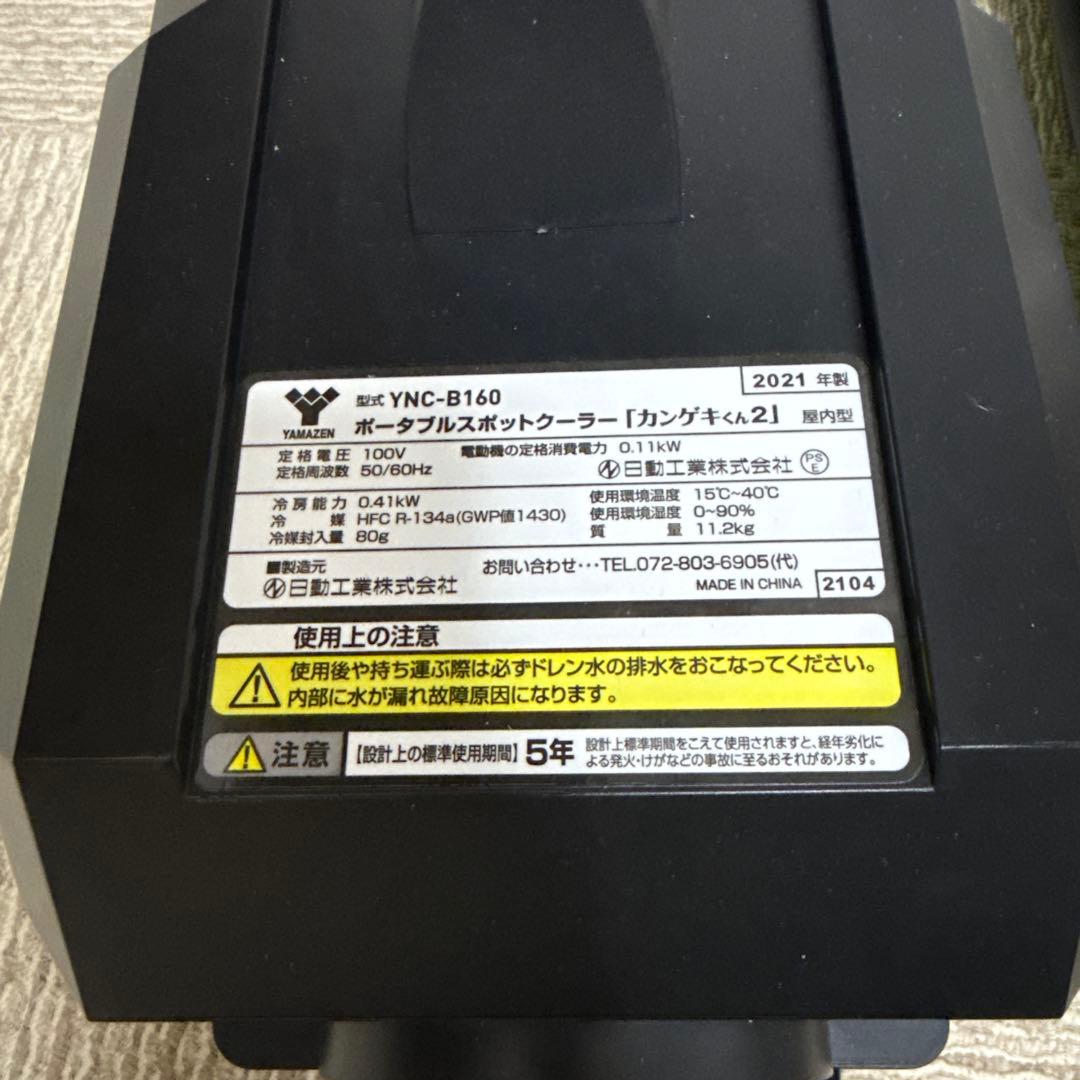 2021 年製
YAMAZEN
型式 YNC-B160
ポータブルスポットクーラー「カンゲキくん2」 屋内型
定格電圧 100V 電動機の定格消費電力 0.11kW
定格周波数 50/60Hz 日動工業株式会社 PSE
冷房能力 0.41kW 使用環境温度 15℃~40℃
冷媒 HFC R-134a(GWP値1430) 使用環境湿度 0~90%
冷媒封入量 80g 質量 11.2kg
■製造元 お問い合わせ･･･TEL.072-803-6905(代)
日動工業株式会社 MADE IN CHINA 2104
使用上の注意
使用後や持ち運ぶ際は必ずドレン水の排水をおこなってください。
内部に水が漏れ故障原因になります。
注意 【設計上の標準使用期間】 5年 設計上標準期間をこえて使用されますと、経年劣化に
よる発火・けがなどの事故に至るおそれがあります。